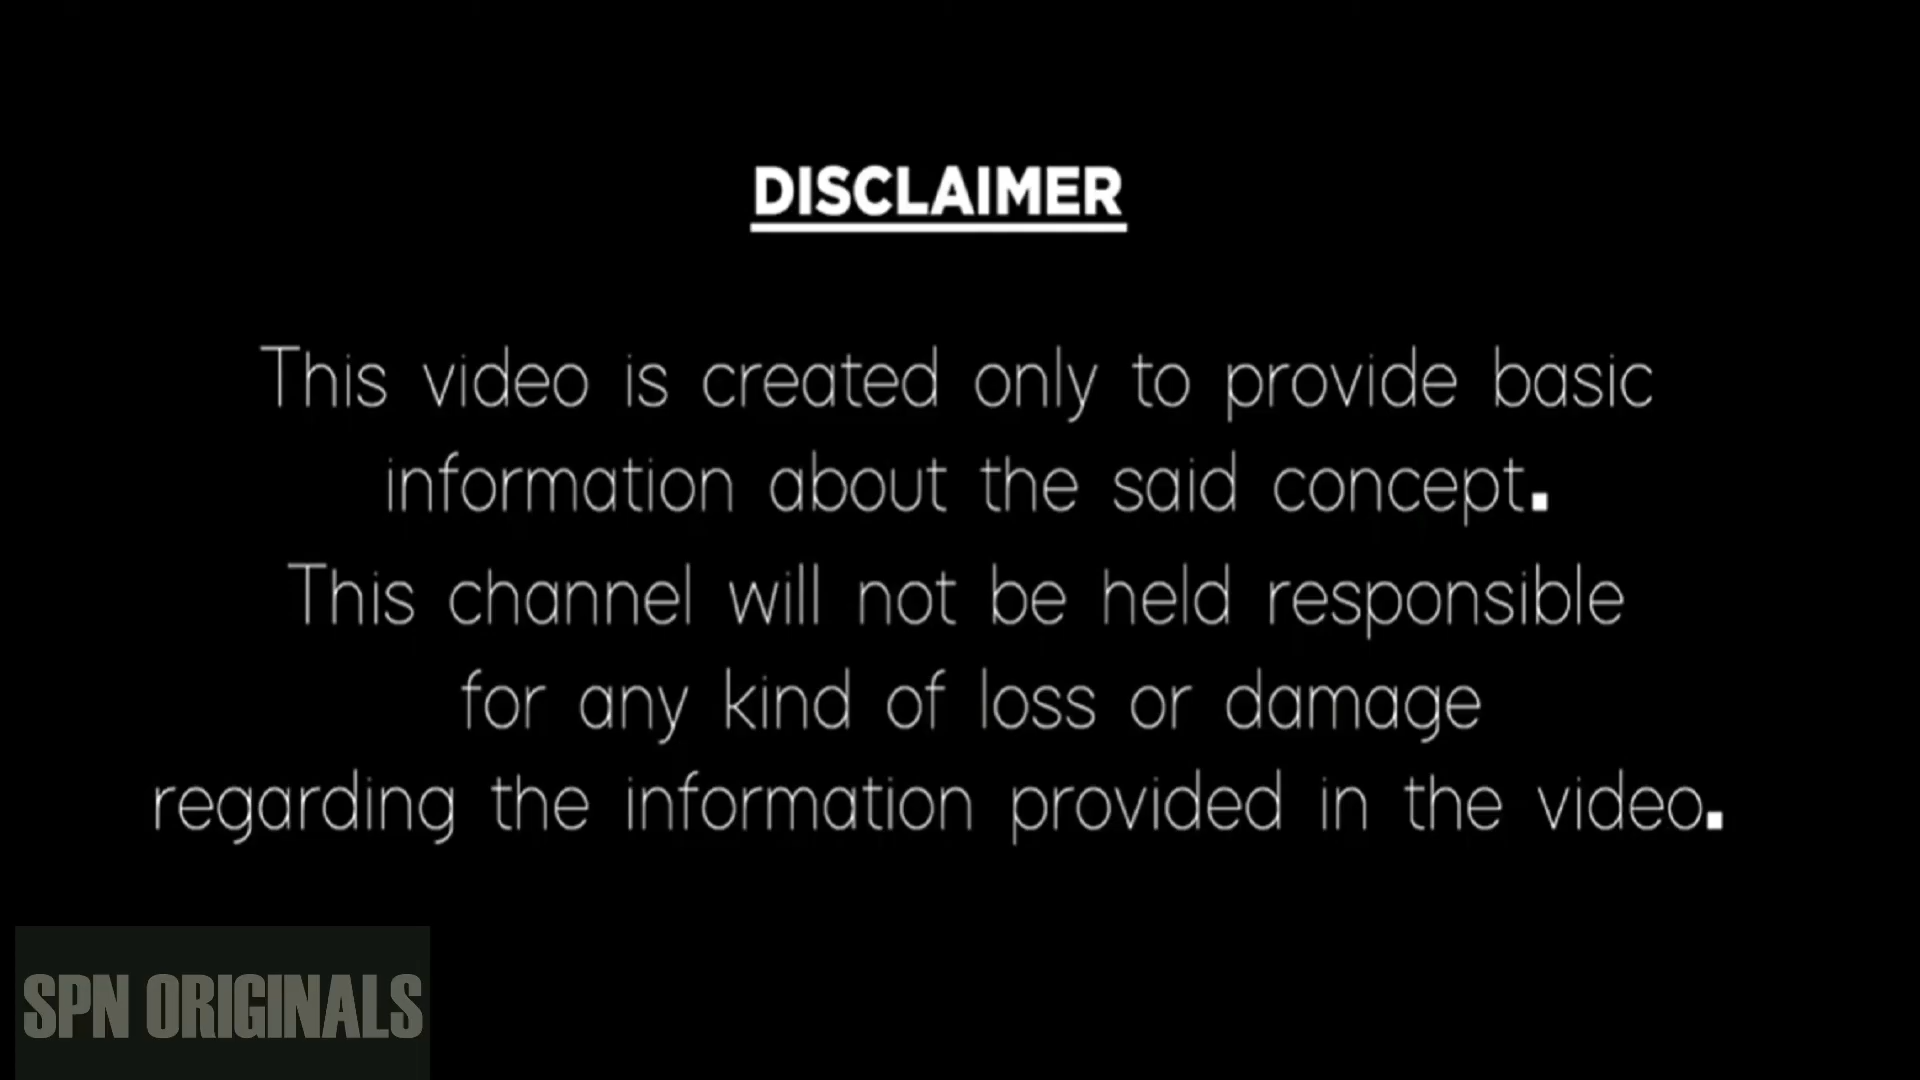 DISCLAIMER
This video is created only to provide basic
information about the said concept.
This channel will not be held responsible
for any kind of loss or damage
regarding the information provided in the video.
SPN ORIGINALS